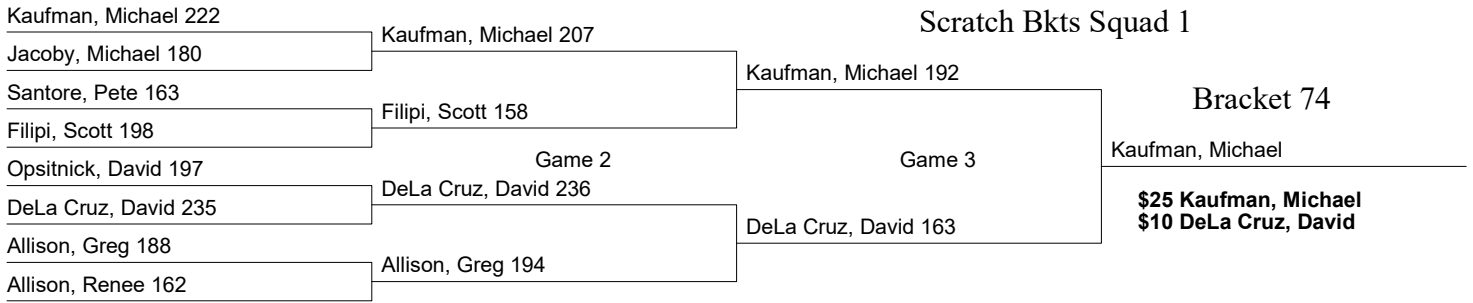 Kaufman, Michael 222
Jacoby, Michael 180
Santore, Pete 163
Filipi, Scott 198
Opsitnick, David 197
DeLa Cruz, David 235
Allison, Greg 188
Allison, Renee 162
Kaufman, Michael 207
Filipi, Scott 158
Game 2
DeLa Cruz, David 236
Allison, Greg 194
Kaufman, Michael 192
Game 3
DeLa Cruz, David 163
Scratch Bkts Squad 1
Bracket 74
Kaufman, Michael
$25 Kaufman, Michael
$10 DeLa Cruz, David